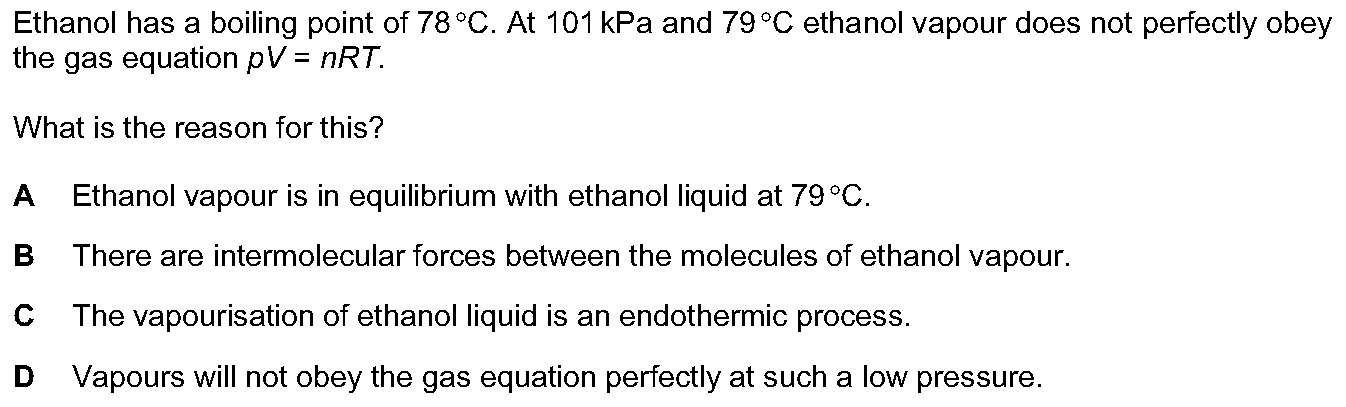 Ethanol has a boiling point of 78 °C. At 101 kPa and 79 °C ethanol vapour does not perfectly obey
the gas equation pV = nRT.
What is the reason for this?
A Ethanol vapour is in equilibrium with ethanol liquid at 79 °C.
B There are intermolecular forces between the molecules of ethanol vapour.
C The vapourisation of ethanol liquid is an endothermic process.
D Vapours will not obey the gas equation perfectly at such a low pressure.